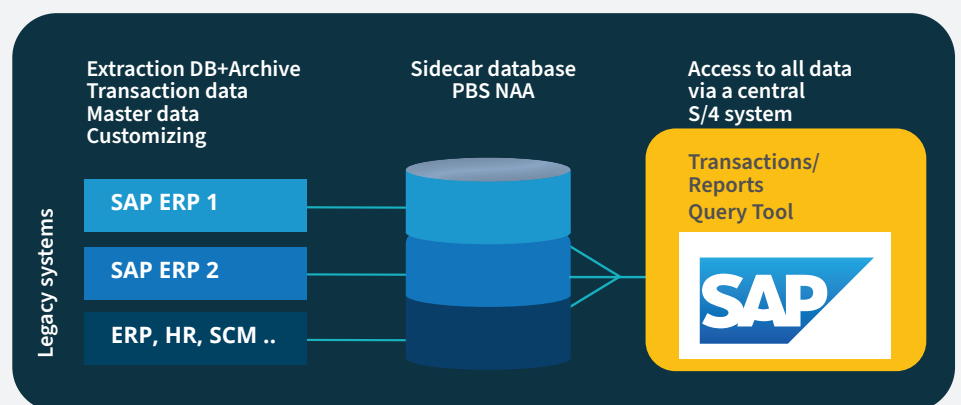 Extraction DB+Archive
Transaction data
Master data
Customizing
Sidecar database
PBS NAA
Access to all data
via a central
S/4 system
Legacy systems
SAP ERP 1
SAP ERP 2
ERP, HR, SCM ..
Transactions/
Reports
Query Tool
SAP